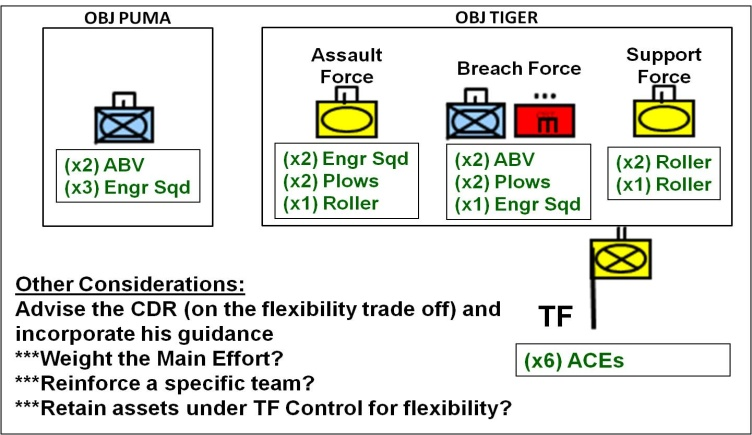 OBJ PUMA
OBJ TIGER
Assault
Force
Breach Force
Support
Force
...
E
(x2) ABV
(x3) Engr Sqd
(x2) Engr Sqd
(x2) Plows
(x1) Roller
(x2) ABV
(x2) Plows
(x1) Engr Sqd
(x2) Roller
(x1) Roller
Other Considerations:
Advise the CDR (on the flexibility trade off) and
incorporate his guidance
***Weight the Main Effort?
***Reinforce a specific team?
***Retain assets under TF Control for flexibility?
TF
(x6) ACEs